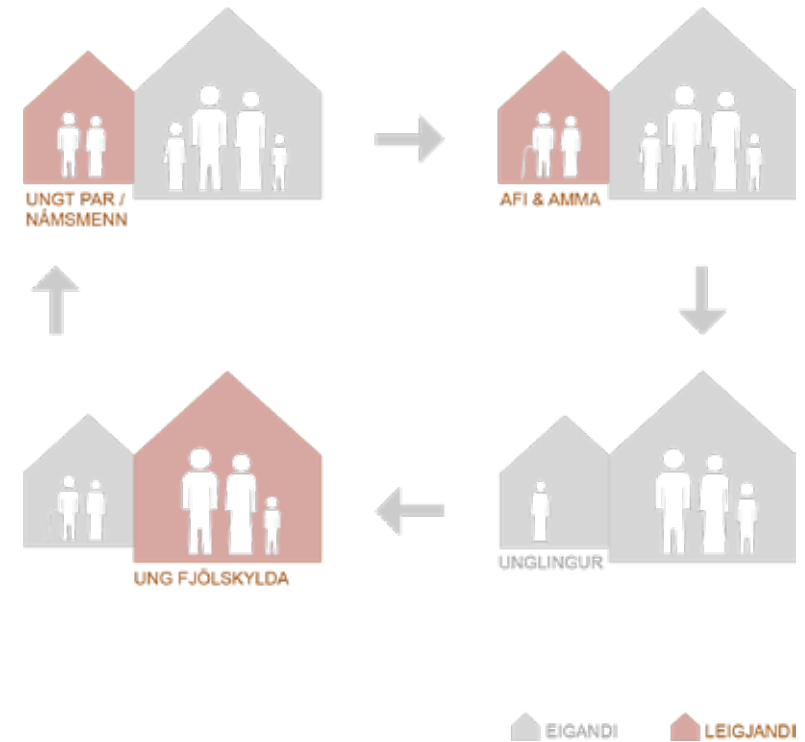 UNGT PAR /
NÁMSMENN
AFI & AMMA
UNG FJÖLSKYLDA
UNGLINGUR
EIGANDI
LEIGJANDI